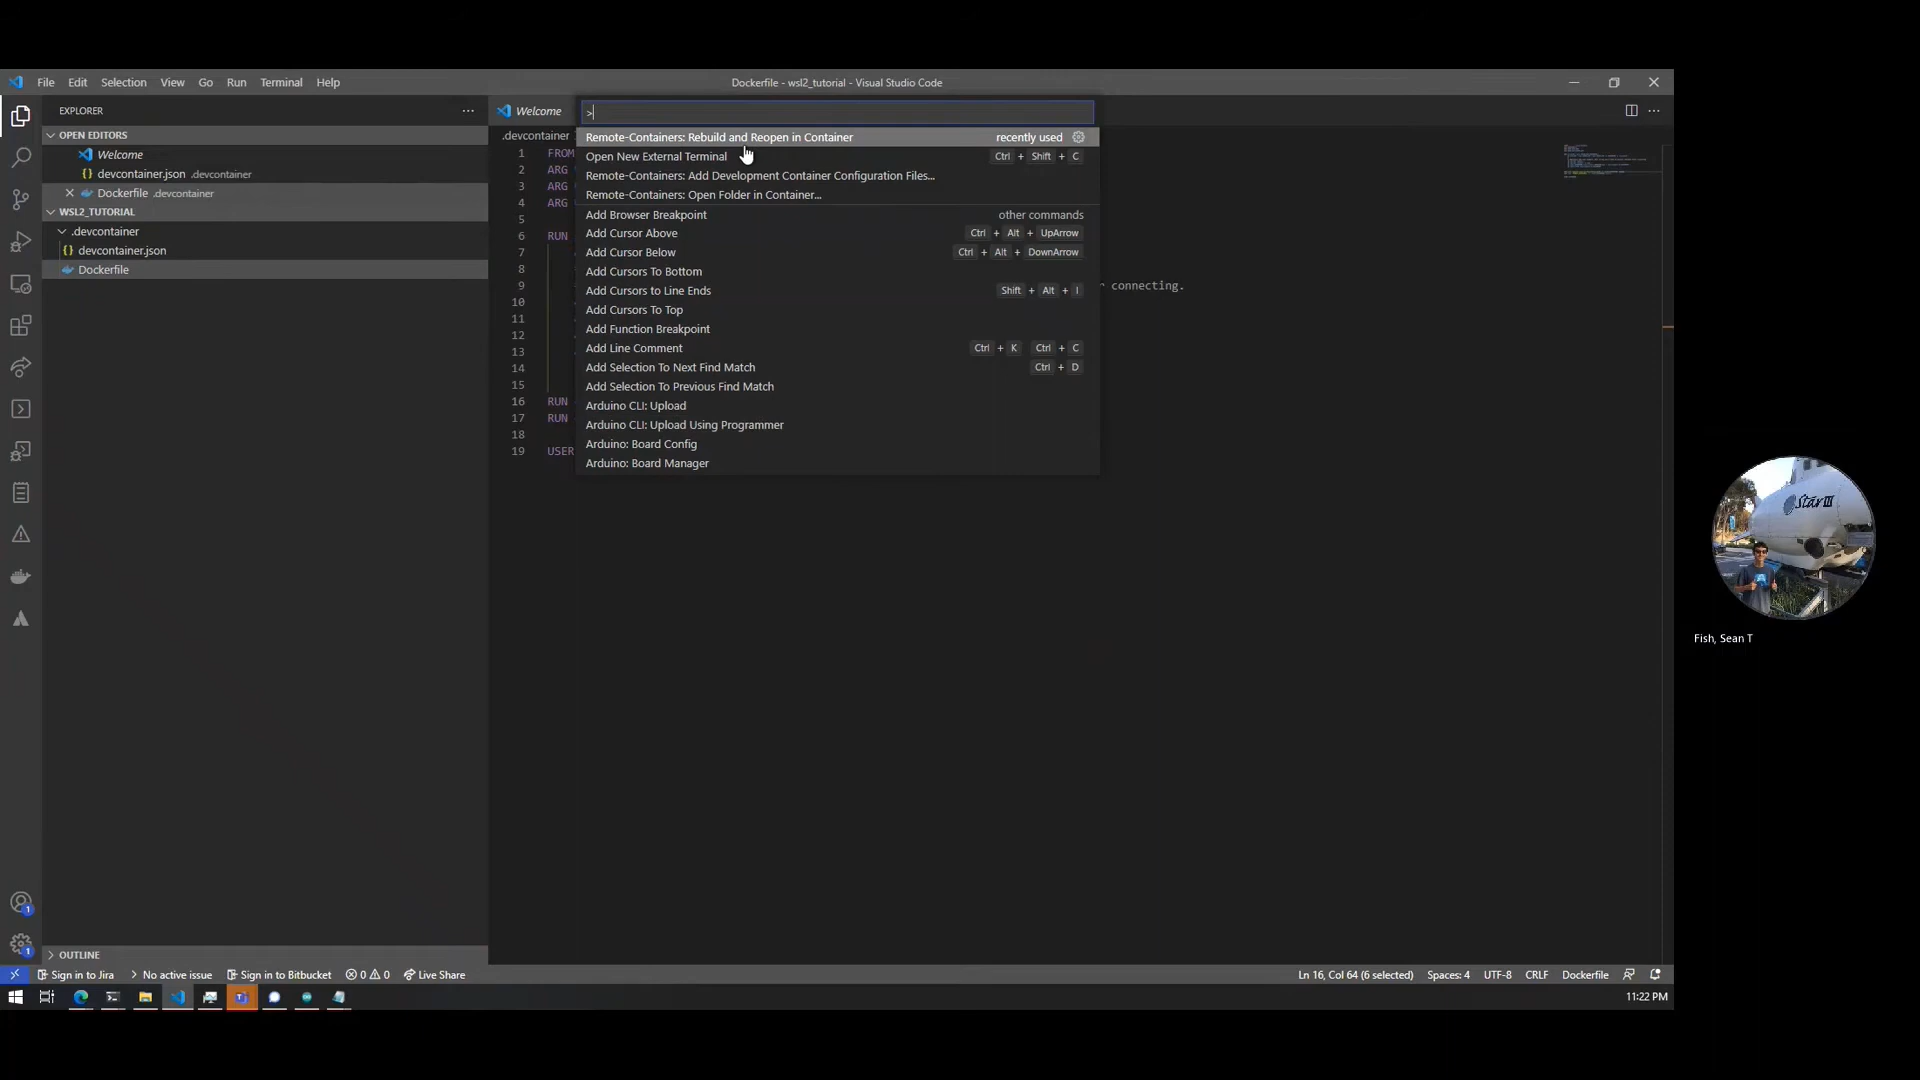 File Edit Selection View Go Run Terminal Help
Dockerfile - wsl2_tutorial - Visual Studio Code
EXPLORER
OPEN EDITORS
Welcome
devcontainer.json .devcontainer
Dockerfile .devcontainer
WSL2_TUTORIAL
.devcontainer
devcontainer.json
Dockerfile
OUTLINE
Welcome
>
.devcontainer
Remote-Containers: Rebuild and Reopen in Container recently used
Open New External Terminal Ctrl + Shift + C
Remote-Containers: Add Development Container Configuration Files...
Remote-Containers: Open Folder in Container...
Add Browser Breakpoint other commands
Add Cursor Above Ctrl + Alt + UpArrow
Add Cursor Below Ctrl + Alt + DownArrow
Add Cursors To Bottom
Add Cursors to Line Ends Shift + Alt + I
Add Cursors To Top
Add Function Breakpoint
Add Line Comment Ctrl + K Ctrl + C
Add Selection To Next Find Match Ctrl + D
Add Selection To Previous Find Match
Arduino CLI: Upload
Arduino CLI: Upload Using Programmer
Arduino: Board Config
Arduino: Board Manager
1 FROM
2 ARG
3 ARG
4 ARG
5
6 RUN
7
8
9 r connecting.
10
11
12
13
14
15
16 RUN
17 RUN
18
19 USER
Star III
Fish, Sean T
1
1
Sign in to Jira No active issue Sign in to Bitbucket 0 0 Live Share
Ln 16, Col 64 (6 selected) Spaces: 4 UTF-8 CRLF Dockerfile
11:22 PM